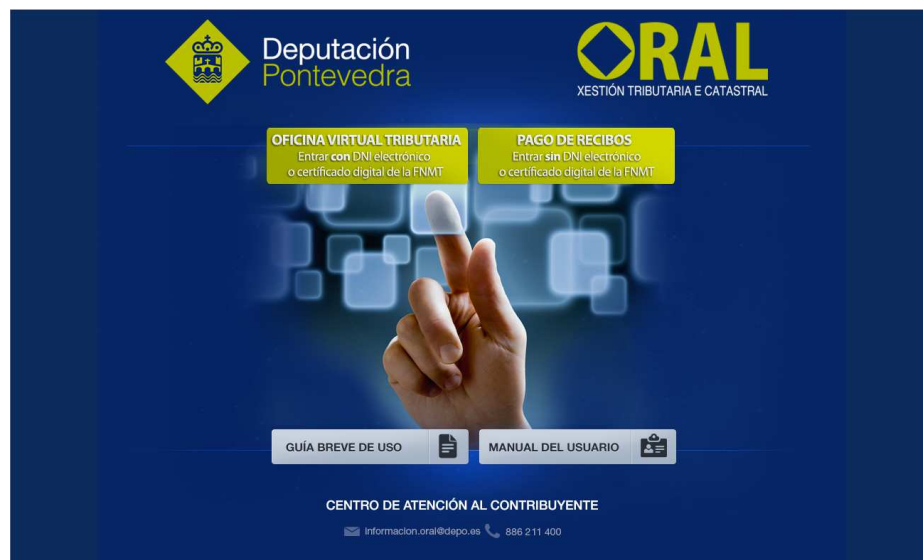 Deputación
Pontevedra
ORAL
XESTIÓN TRIBUTARIA E CATASTRAL
OFICINA VIRTUAL TRIBUTARIA
Entrar con DNI electrónico
o certificado digital de la FNMT
PAGO DE RECIBOS
Entrar sin DNI electrónico
o certificado digital de la FNMT
GUÍA BREVE DE USO
MANUAL DEL USUARIO
CENTRO DE ATENCIÓN AL CONTRIBUYENTE
informacion.oral@depo.es
886 211 400